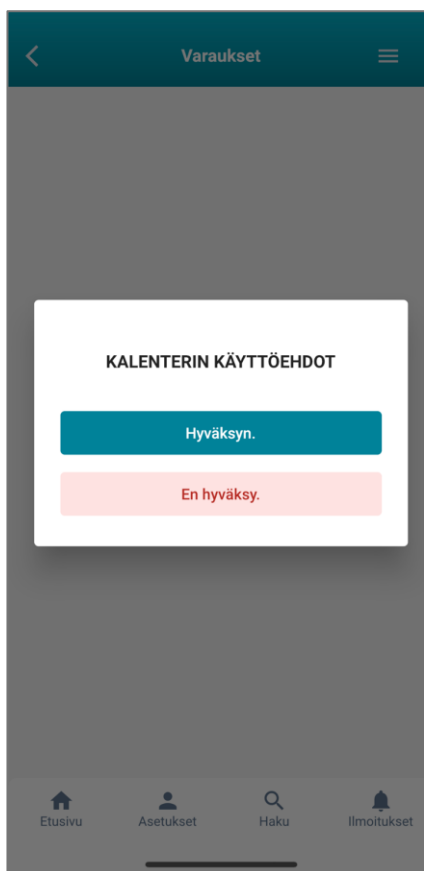 Varaukset
KALENTERIN KÄYTTÖEHDOT
Hyväksyn.
En hyväksy.
Etusivu Asetukset Haku Ilmoitukset